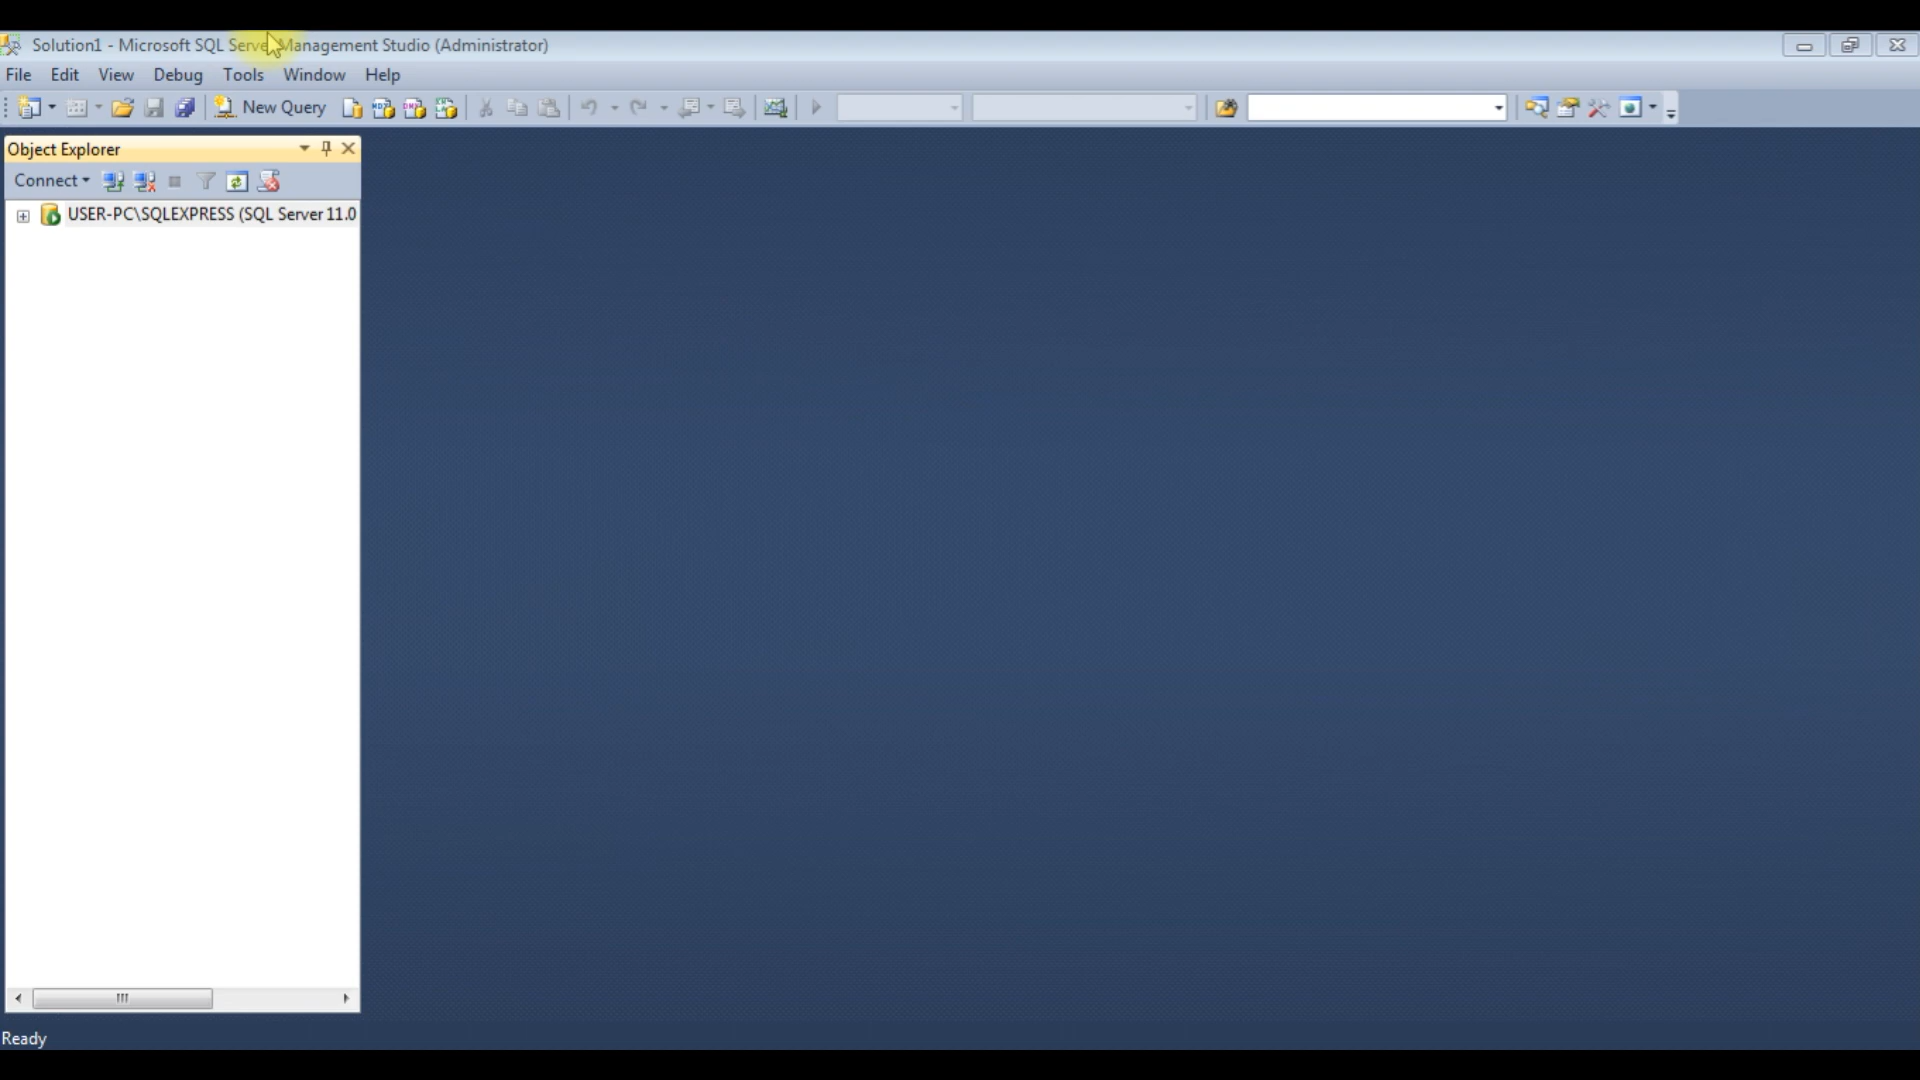 Solution1 - Microsoft SQL Server Management Studio (Administrator)
File Edit View Debug Tools Window Help
New Query
Object Explorer
Connect
USER-PC\SQLEXPRESS (SQL Server 11.0
Ready